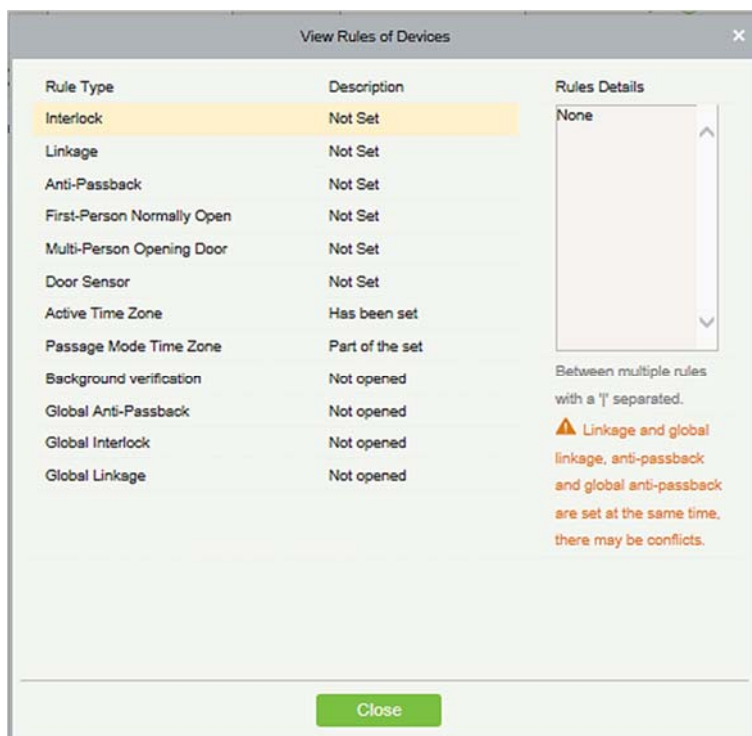 View Rules of Devices ×
Rule Type Description Rules Details
Interlock Not Set None
Linkage Not Set
Anti-Passback Not Set
First-Person Normally Open Not Set
Multi-Person Opening Door Not Set
Door Sensor Not Set
Active Time Zone Has been set
Passage Mode Time Zone Part of the set
Background verification Not opened
Global Anti-Passback Not opened
Global Interlock Not opened
Global Linkage Not opened
Between multiple rules
with a '|' separated.
Linkage and global
linkage, anti-passback
and global anti-passback
are set at the same time,
there may be conflicts.
Close